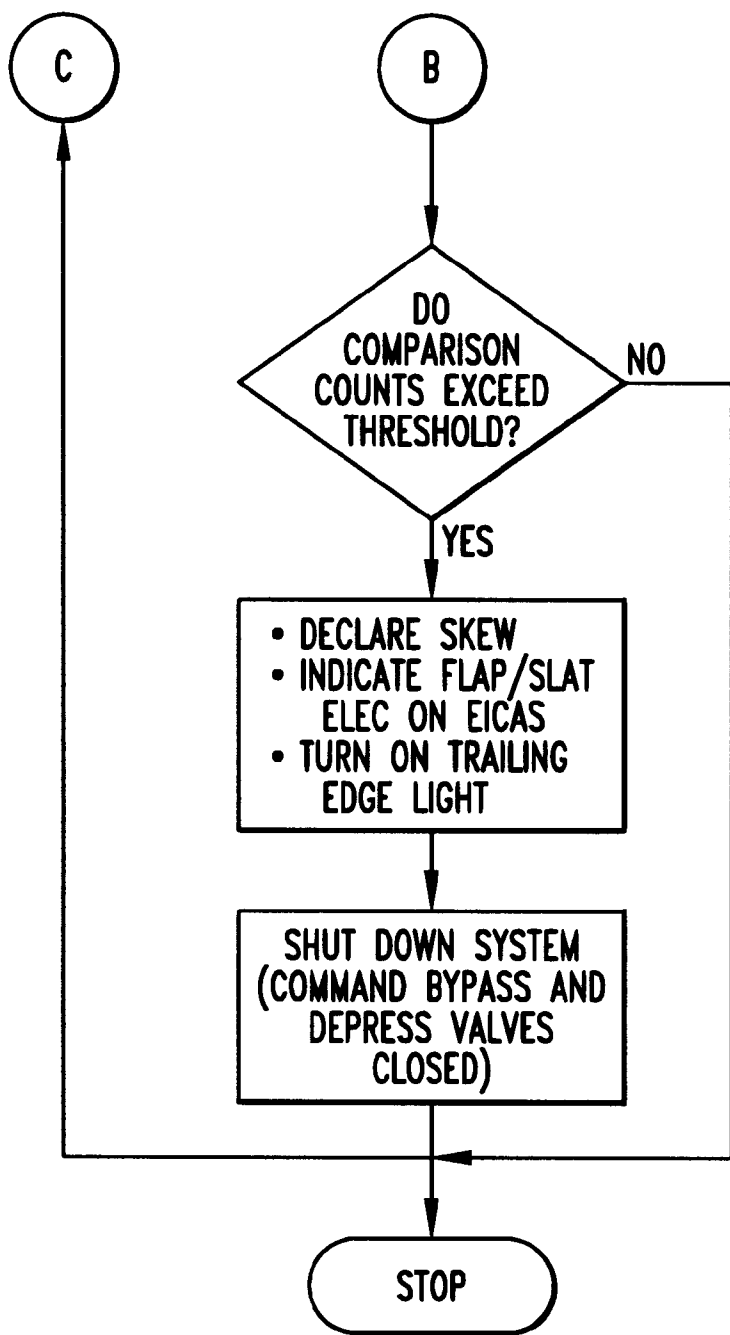 C
B
DO
COMPARISON
COUNTS EXCEED
THRESHOLD?
NO
YES
• DECLARE SKEW
• INDICATE FLAP/SLAT
ELEC ON EICAS
• TURN ON TRAILING
EDGE LIGHT
SHUT DOWN SYSTEM
(COMMAND BYPASS AND
DEPRESS VALVES
CLOSED)
STOP